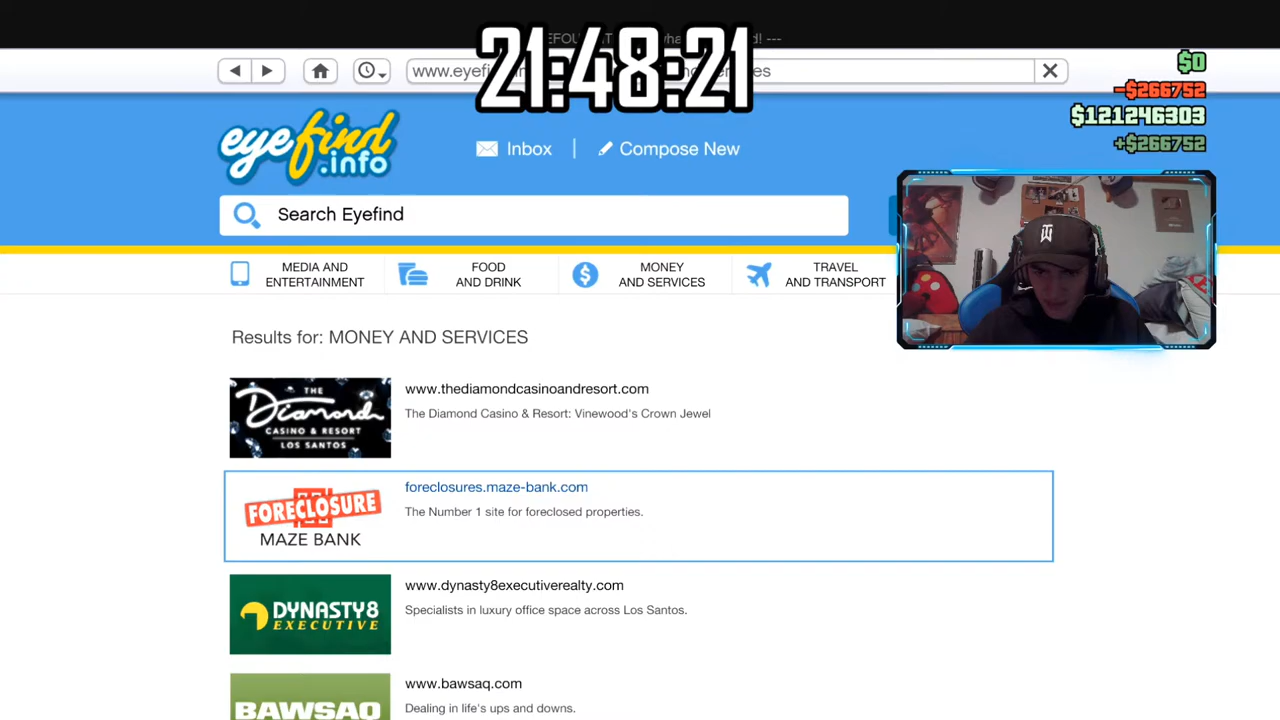 21:48:21
www.eyefi
$0
-$266752
$121246303
+$266752
eyefind
.info
Inbox | Compose New
Search Eyefind
MEDIA AND
ENTERTAINMENT
FOOD
AND DRINK
MONEY
AND SERVICES
TRAVEL
AND TRANSPORT
Results for: MONEY AND SERVICES
THE
Diamond
CASINO & RESORT
LOS SANTOS
www.thediamondcasinoandresort.com
The Diamond Casino & Resort: Vinewood's Crown Jewel
FORECLOSURE
MAZE BANK
foreclosures.maze-bank.com
The Number 1 site for foreclosed properties.
DYNASTY8
EXECUTIVE
www.dynasty8executiverealty.com
Specialists in luxury office space across Los Santos.
BAWSAQ
www.bawsaq.com
Dealing in life's ups and downs.